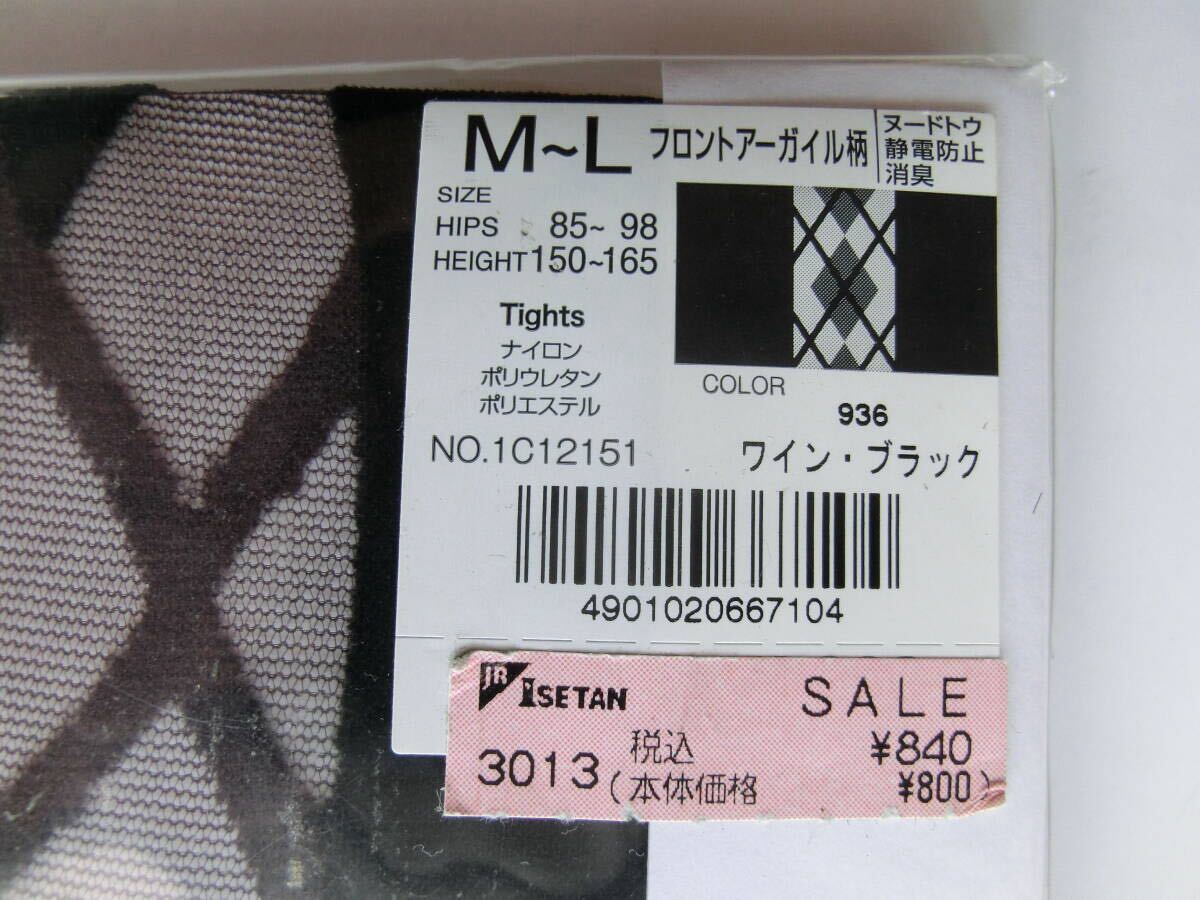 M~L フロントアーガイル柄
ヌードトウ
静電防止
消臭
SIZE
HIPS 85~ 98
HEIGHT 150~165
Tights
ナイロン
ポリウレタン
ポリエステル
NO.1C12151
COLOR
936
ワイン・ブラック
4901020667104
JR ISETAN SALE
3013 税込 ¥840
(本体価格 ¥800)